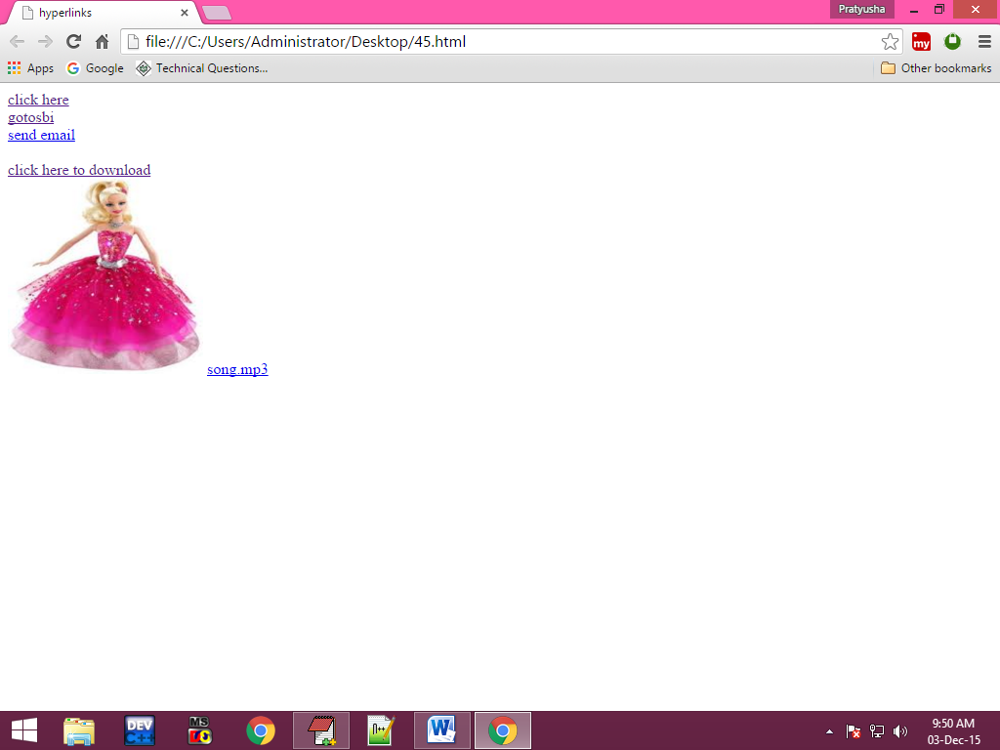 hyperlinks
Pratyusha
file:///C:/Users/Administrator/Desktop/45.html
my
Apps Google Technical Questions... Other bookmarks
click here
gotosbi
send email
click here to download
song.mp3
DEV
C++
MS
9:50 AM
03-Dec-15